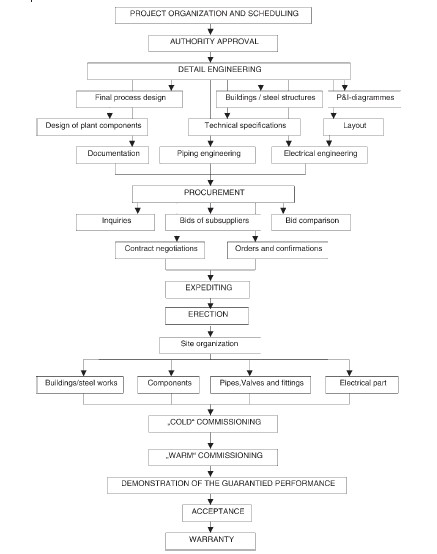 PROJECT ORGANIZATION AND SCHEDULING
AUTHORITY APPROVAL
DETAIL ENGINEERING
Final process design
Buildings / steel structures
P&I-diagrammes
Design of plant components
Technical specifications
Layout
Documentation
Piping engineering
Electrical engineering
PROCUREMENT
Inquiries
Bids of subsuppliers
Bid comparison
Contract negotiations
Orders and confirmations
EXPEDITING
ERECTION
Site organization
Buildings/steel works
Components
Pipes,Valves and fittings
Electrical part
„COLD“ COMMISSIONING
„WARM“ COMMISSIONING
DEMONSTRATION OF THE GUARANTIED PERFORMANCE
ACCEPTANCE
WARRANTY